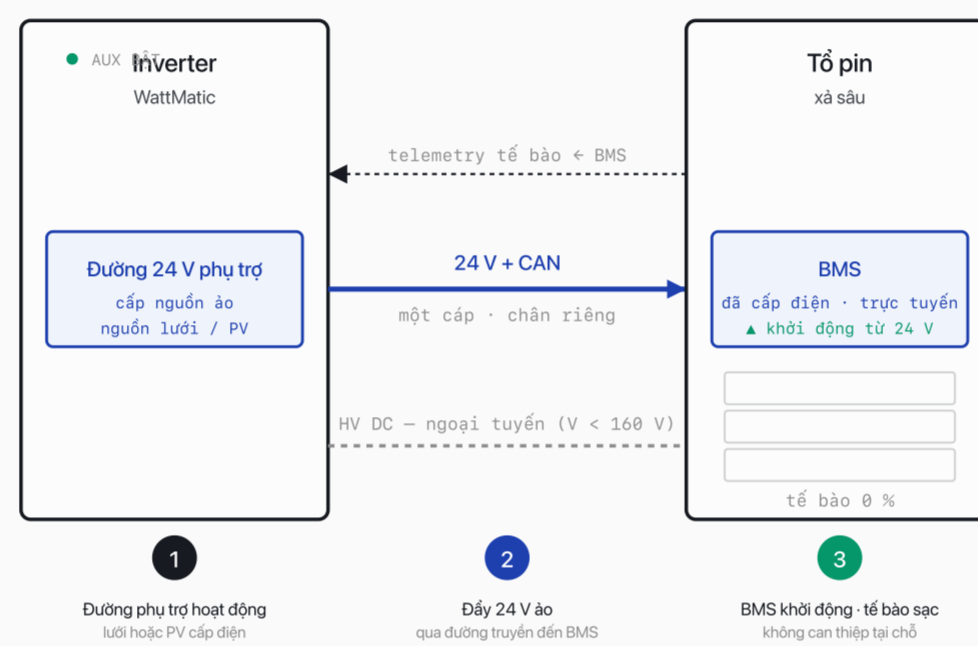 AUX BẬT
Inverter
WattMatic
Tổ pin
xả sâu
telemetry tế bào ← BMS
Đường 24 V phụ trợ
cấp nguồn ảo
nguồn lưới / PV
24 V + CAN
một cáp · chân riêng
BMS
đã cấp điện · trực tuyến
▲ khởi động từ 24 V
HV DC — ngoại tuyến (V < 160 V)
tế bào 0 %
1
2
3
Đường phụ trợ hoạt động
lưới hoặc PV cấp điện
Đẩy 24 V ảo
qua đường truyền đến BMS
BMS khởi động · tế bào sạc
không can thiệp tại chỗ